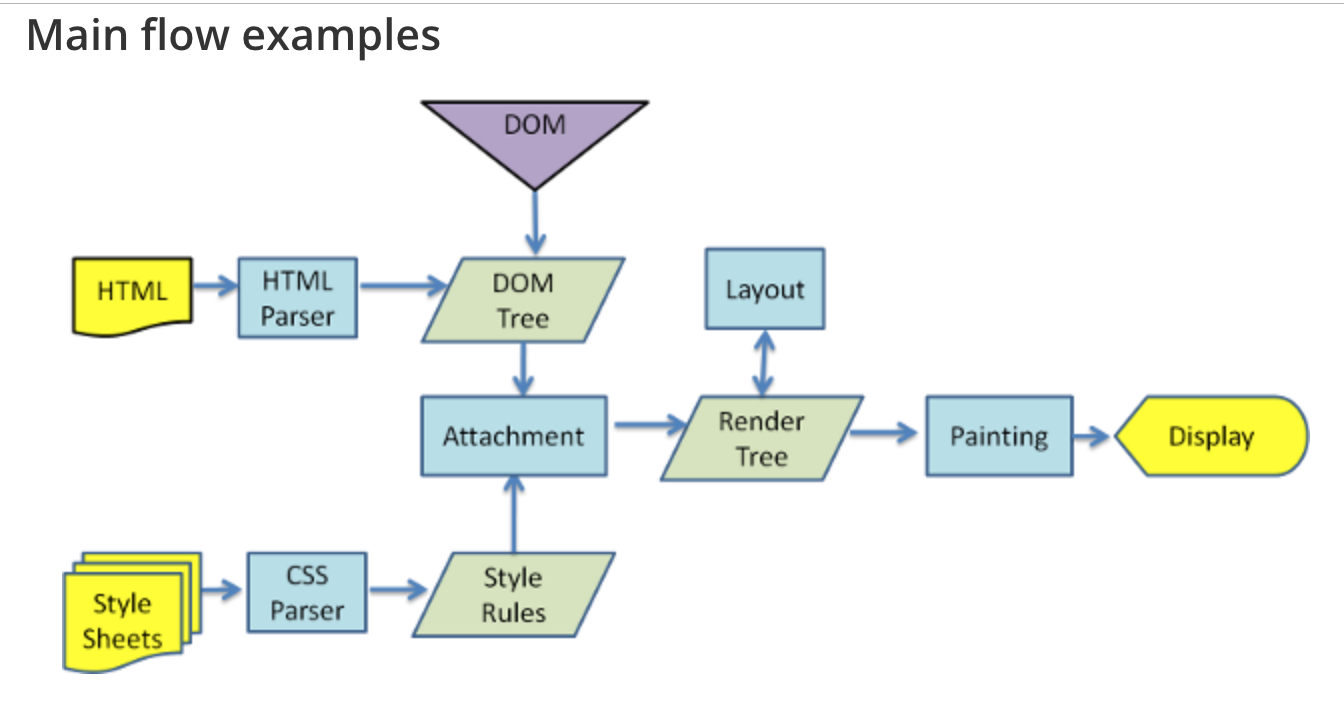 Main flow examples
DOM
HTML
HTML
Parser
DOM
Tree
Layout
Attachment
Render
Tree
Painting
Display
Style
Sheets
CSS
Parser
Style
Rules